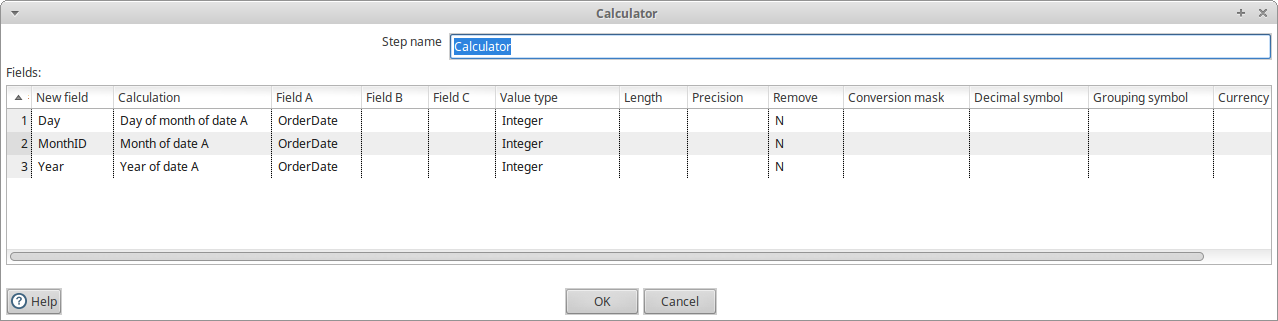 Calculator
Step name Calculator
Fields:
New field Calculation Field A Field B Field C Value type Length Precision Remove Conversion mask Decimal symbol Grouping symbol Currency
1 Day Day of month of date A OrderDate Integer N
2 MonthID Month of date A OrderDate Integer N
3 Year Year of date A OrderDate Integer N
? Help OK Cancel